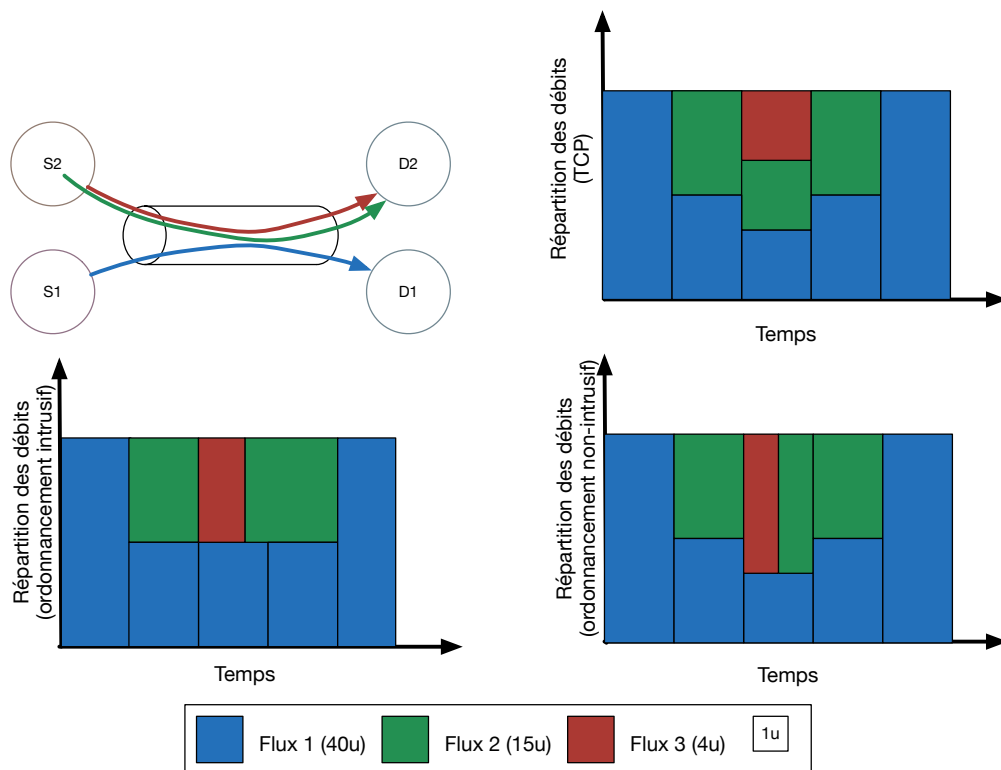 S2
D2
S1
D1
Répartition des débits
(TCP)
Temps
Répartition des débits
(ordonnancement intrusif)
Temps
Répartition des débits
(ordonnancement non-intrusif)
Temps
Flux 1 (40u)
Flux 2 (15u)
Flux 3 (4u)
1u